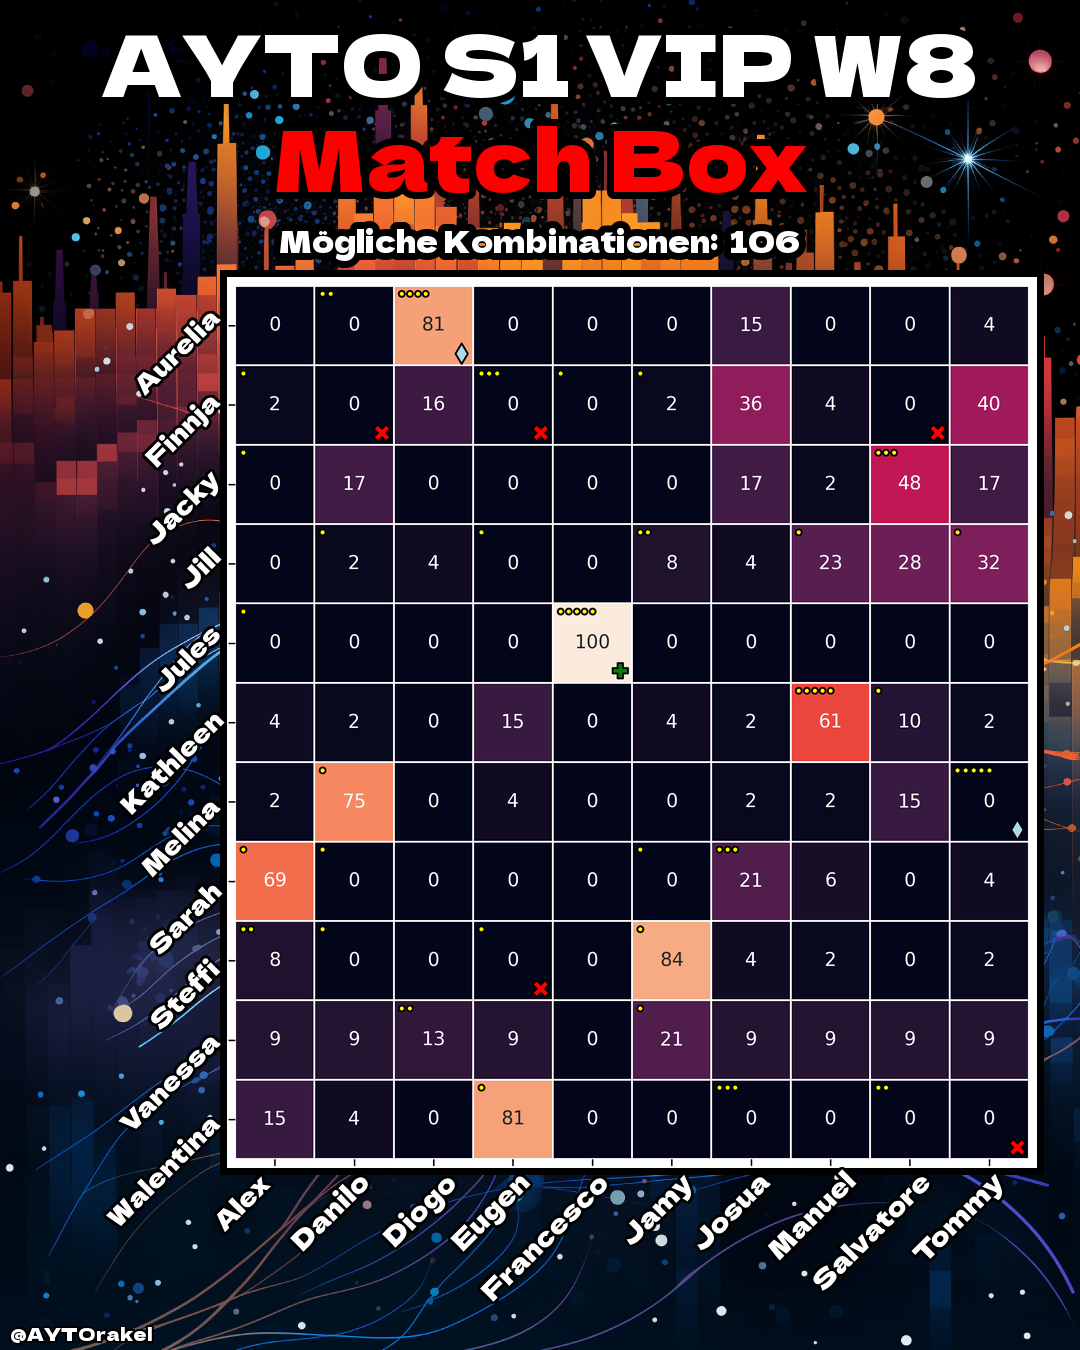 AYTO S1 VIP W8
Match Box
Mögliche Kombinationen: 106
Aurelia 0 0 81 0 0 0 15 0 0 4
Finnja 2 0 16 0 0 2 36 4 0 40
Jacky 0 17 0 0 0 0 17 2 48 17
Jill 0 2 4 0 0 8 4 23 28 32
Jules 0 0 0 0 100 0 0 0 0 0
Kathleen 4 2 0 15 0 4 2 61 10 2
Melina 2 75 0 4 0 0 2 2 15 0
Sarah 69 0 0 0 0 0 21 6 0 4
Steffi 8 0 0 0 0 84 4 2 0 2
Vanessa 9 9 13 9 0 21 9 9 9 9
Valentina 15 4 0 81 0 0 0 0 0 0
Alex Danilo Diogo Eugen Francesco Jamy Josua Manuel Salvatore Tommy
@AYTOrakel